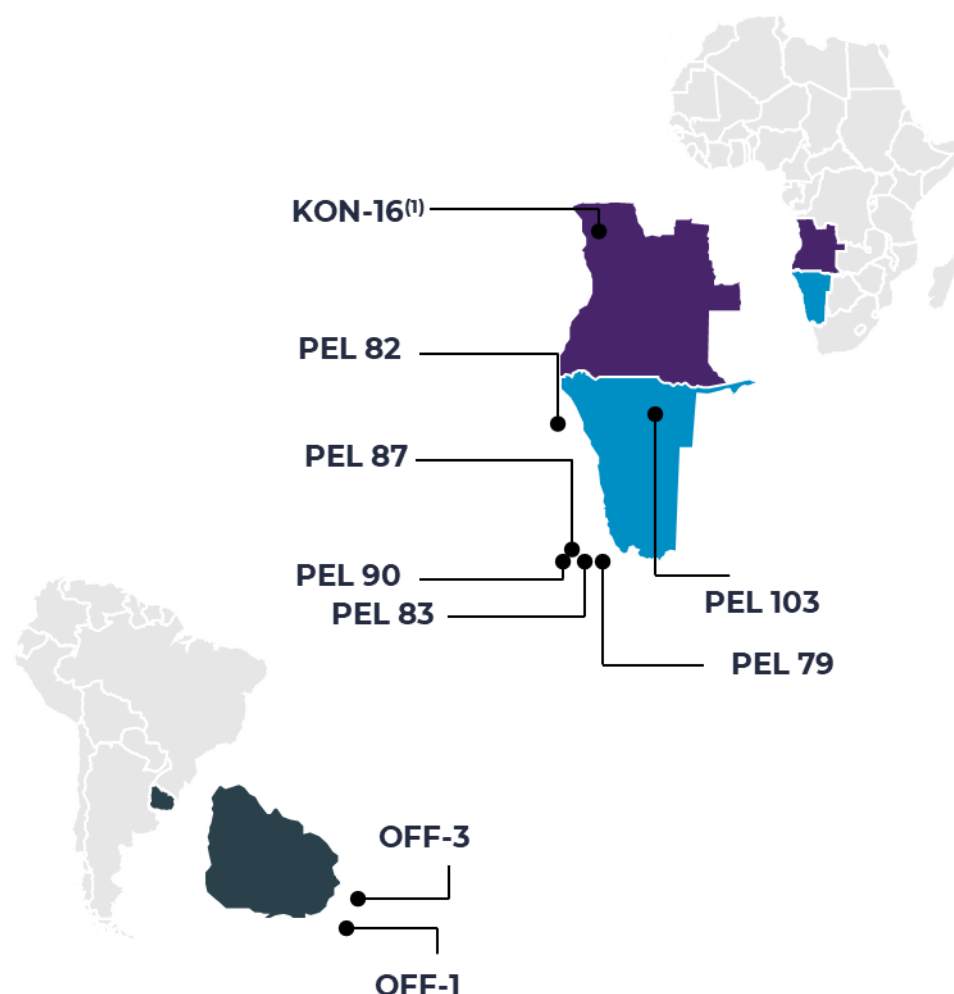 KON-16(1)
PEL 82
PEL 87
PEL 90
PEL 83
PEL 103
PEL 79
OFF-3
OFF-1